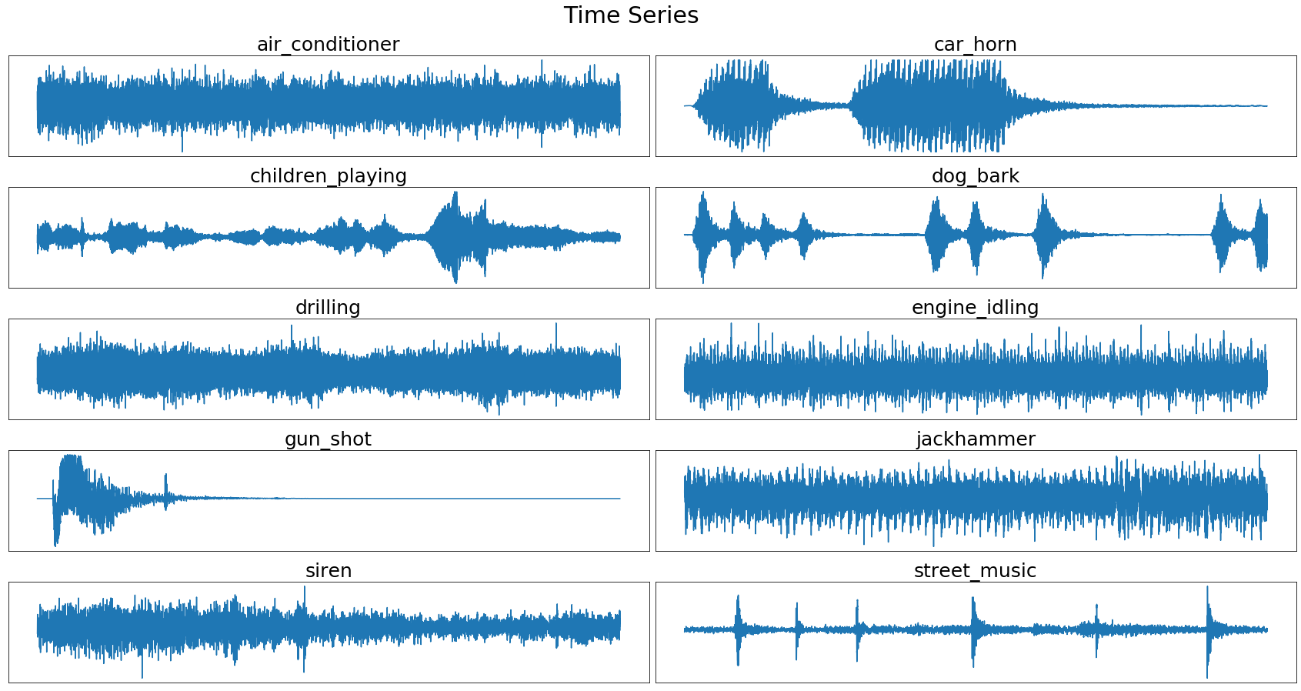 Time Series
air_conditioner
car_horn
children_playing
dog_bark
drilling
engine_idling
gun_shot
jackhammer
siren
street_music